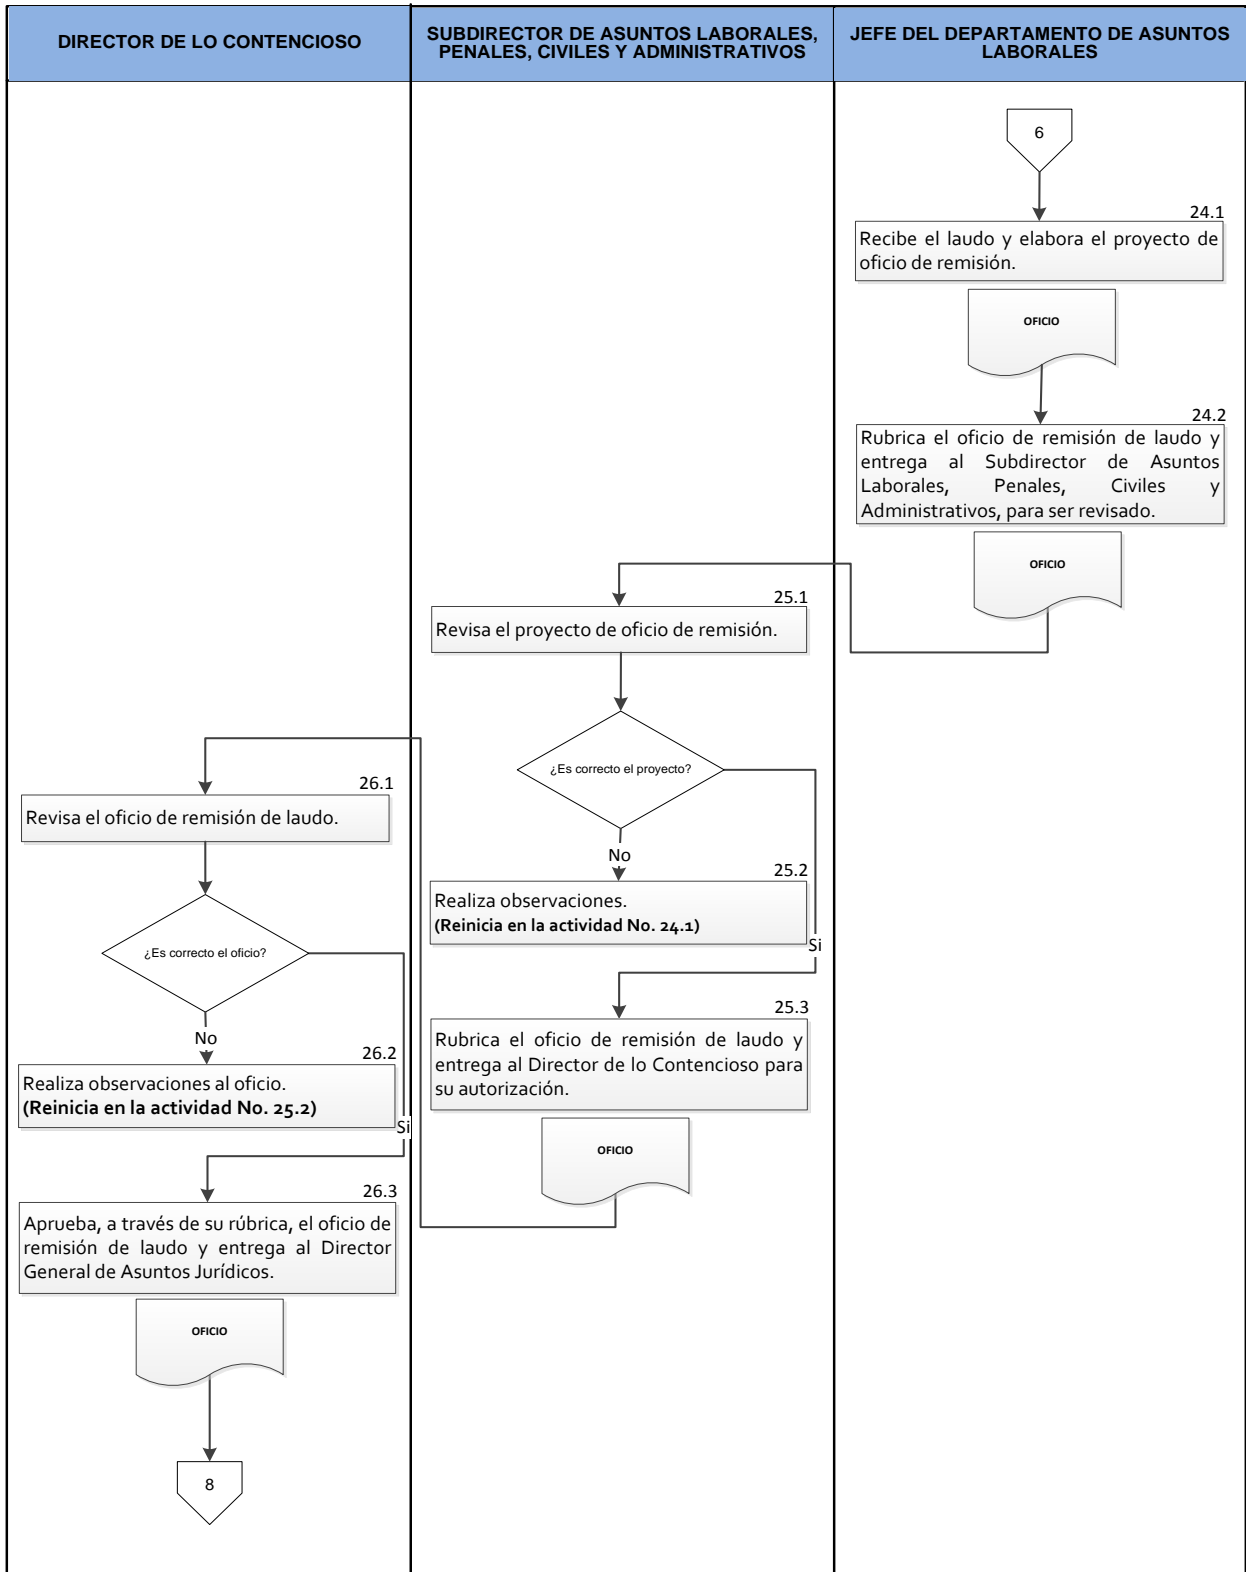 DIRECTOR DE LO CONTENCIOSO
SUBDIRECTOR DE ASUNTOS LABORALES,
PENALES, CIVILES Y ADMINISTRATIVOS
JEFE DEL DEPARTAMENTO DE ASUNTOS
LABORALES
6
24.1
Recibe el laudo y elabora el proyecto de
oficio de remisión.
OFICIO
24.2
Rubrica el oficio de remisión de laudo y
entrega al Subdirector de Asuntos
Laborales, Penales, Civiles y
Administrativos, para ser revisado.
OFICIO
25.1
Revisa el proyecto de oficio de remisión.
¿Es correcto el proyecto?
No
25.2
Realiza observaciones.
(Reinicia en la actividad No. 24.1)
Si
25.3
Rubrica el oficio de remisión de laudo y
entrega al Director de lo Contencioso para
su autorización.
OFICIO
26.1
Revisa el oficio de remisión de laudo.
¿Es correcto el oficio?
No
26.2
Realiza observaciones al oficio.
(Reinicia en la actividad No. 25.2)
Si
26.3
Aprueba, a través de su rúbrica, el oficio de
remisión de laudo y entrega al Director
General de Asuntos Jurídicos.
OFICIO
8